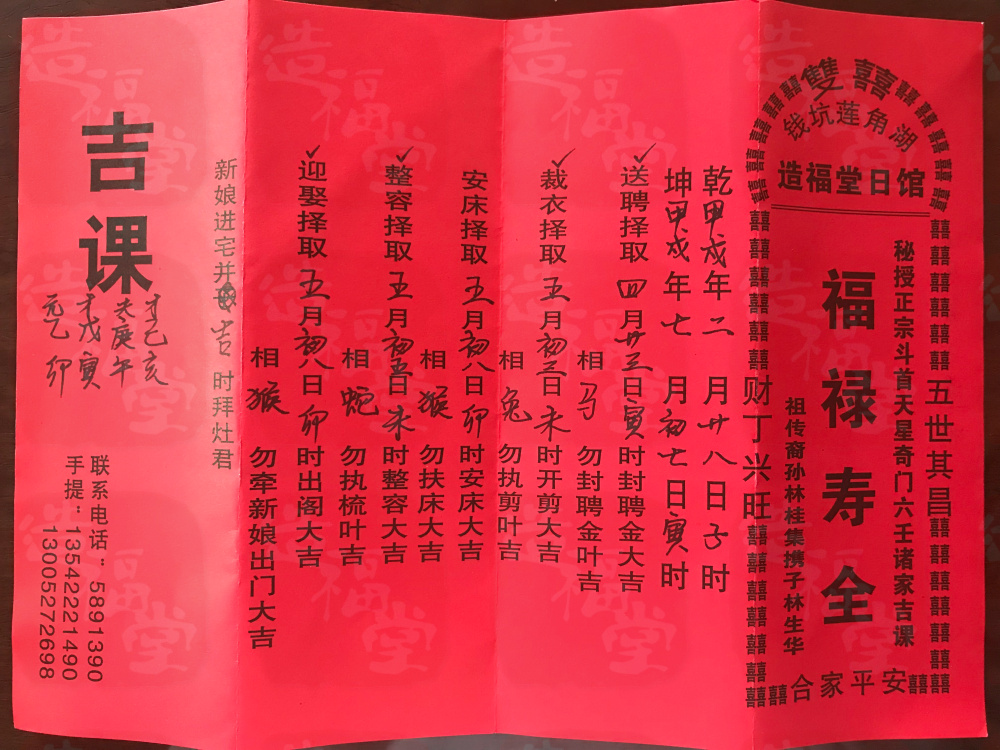 雙囍
湖角莲坑钱
造福堂日馆
秘授正宗斗首天星奇门六壬诸家吉课
福禄寿全
祖传裔孙林桂集携子林生华
五世其昌
财丁兴旺
合家平安
乾甲戌年二月廿八日子时
坤甲戌年七月初七日寅时
送聘择取四月廿三日寅时封聘金大吉
相马勿封聘金叶吉
裁衣择取五月初三日未时开剪大吉
相兔勿执剪叶吉
安床择取五月初八日卯时安床大吉
相猴勿扶床大吉
整容择取五月初五日未时整容大吉
相蛇勿执梳叶吉
迎娶择取五月初八日卯时出阁大吉
相猴勿牵新娘出门大吉
新娘进宅并吉时拜灶君
吉课
才己亥
庚午
才戊寅
元乙卯
联系电话：5891390
手提：13542221490
13005272698
造福堂